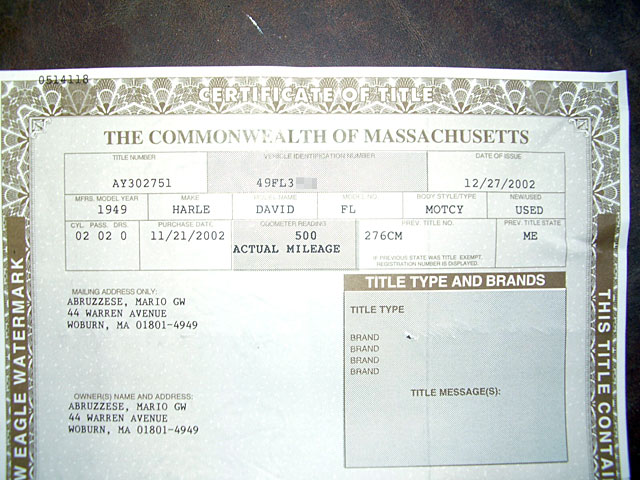 0514118
CERTIFICATE OF TITLE
THE COMMONWEALTH OF MASSACHUSETTS
TITLE NUMBER VEHICLE IDENTIFICATION NUMBER DATE OF ISSUE
AY302751 49FL3 12/27/2002
MFRS. MODEL YEAR MAKE MODEL NAME MODEL NO. BODY STYLE/TYPE NEW/USED
1949 HARLE DAVID FL MOTCY USED
CYL. PASS. DRS. PURCHASE DATE ODOMETER READING PREV. TITLE NO. PREV. TITLE STATE
02 02 0 11/21/2002 500 276CM ME
ACTUAL MILEAGE
IF PREVIOUS STATE WAS TITLE EXEMPT,
REGISTRATION NUMBER IS DISPLAYED.
MAILING ADDRESS ONLY:
ABRUZZESE, MARIO GW
44 WARREN AVENUE
WOBURN, MA 01801-4949
TITLE TYPE AND BRANDS
TITLE TYPE
BRAND
BRAND
BRAND
BRAND
TITLE MESSAGE(S):
OWNER(S) NAME AND ADDRESS:
ABRUZZESE, MARIO GW
44 WARREN AVENUE
WOBURN, MA 01801-4949
EAGLE WATERMARK
THIS TITLE